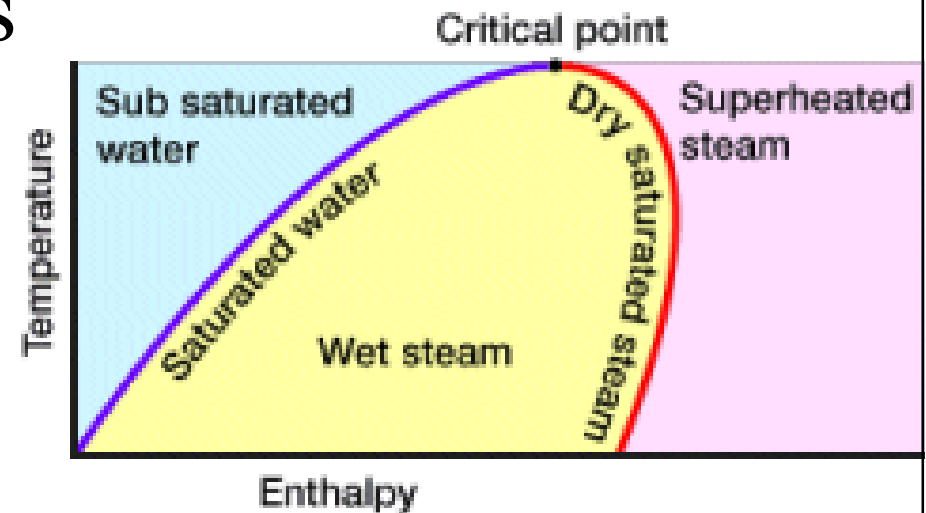 s
Critical point
Sub saturated
water
Superheated
steam
Dry saturated steam
Saturated water
Wet steam
Temperature
Enthalpy